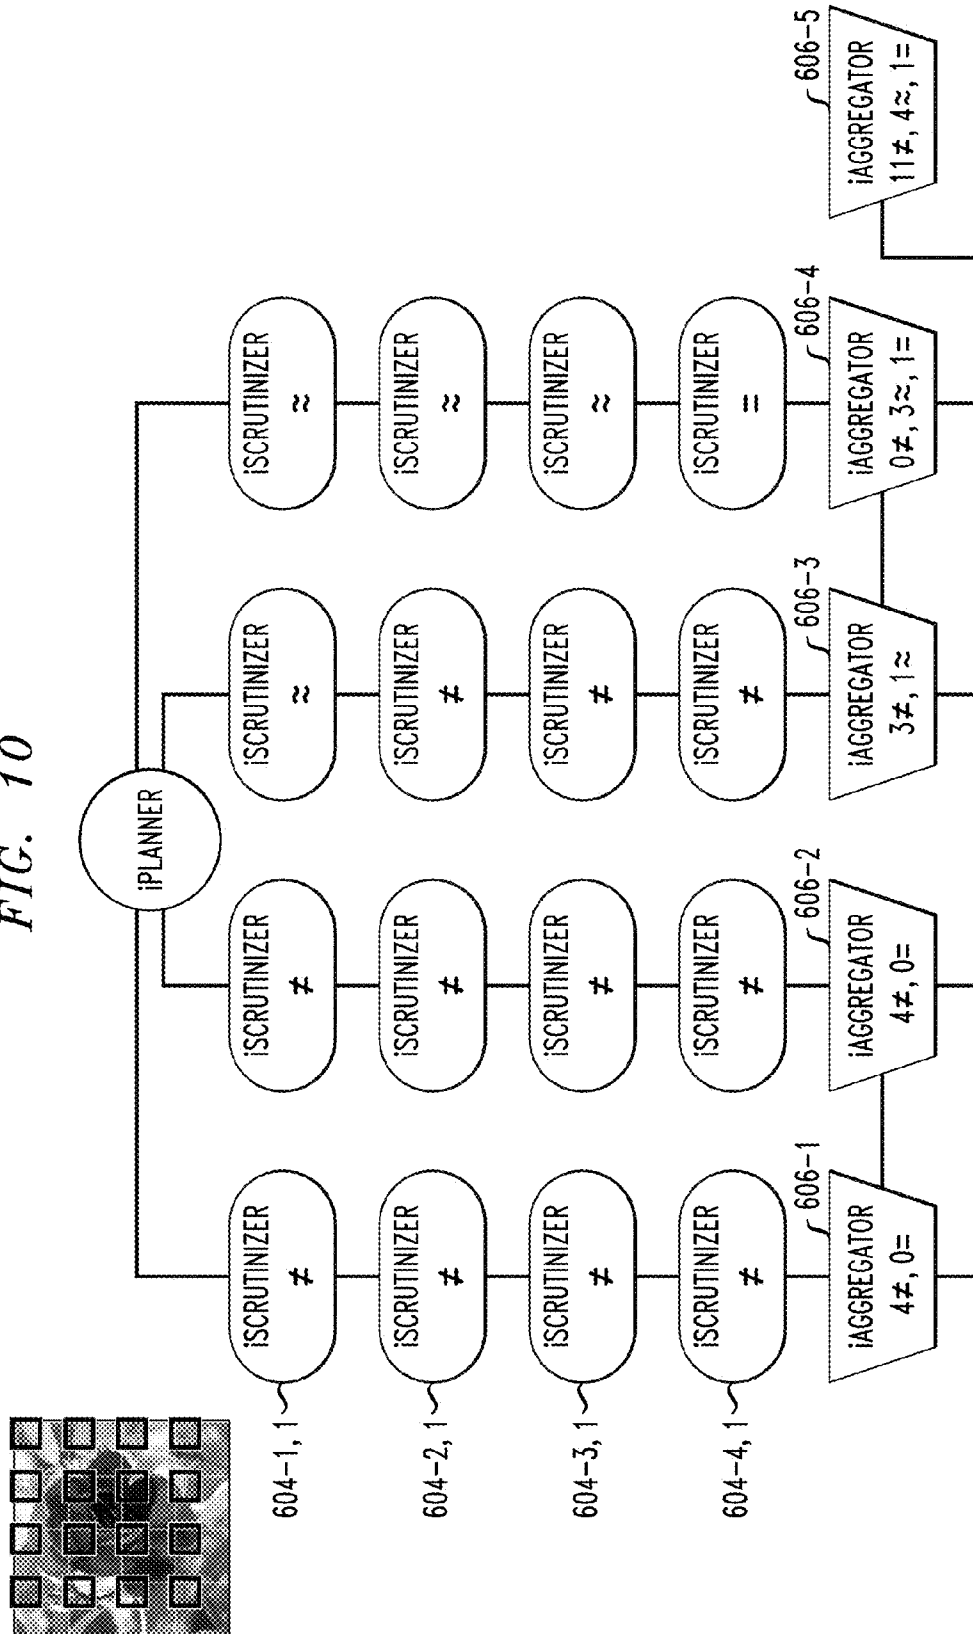 FIG. 10
iPLANNER
iSCRUTINIZER
≠
iSCRUTINIZER
≠
iSCRUTINIZER
≈
iSCRUTINIZER
≈
604-1, 1
iSCRUTINIZER
≠
iSCRUTINIZER
≠
iSCRUTINIZER
≠
iSCRUTINIZER
≈
604-2, 1
iSCRUTINIZER
≠
iSCRUTINIZER
≠
iSCRUTINIZER
≠
iSCRUTINIZER
≈
604-3, 1
iSCRUTINIZER
≠
iSCRUTINIZER
≠
iSCRUTINIZER
≠
iSCRUTINIZER
=
604-4, 1
606-1
606-2
606-3
606-4
606-5
iAGGREGATOR
4≠, 0=
iAGGREGATOR
4≠, 0=
iAGGREGATOR
3≠, 1≈
iAGGREGATOR
0≠, 3≈, 1=
iAGGREGATOR
11≠, 4≈, 1=